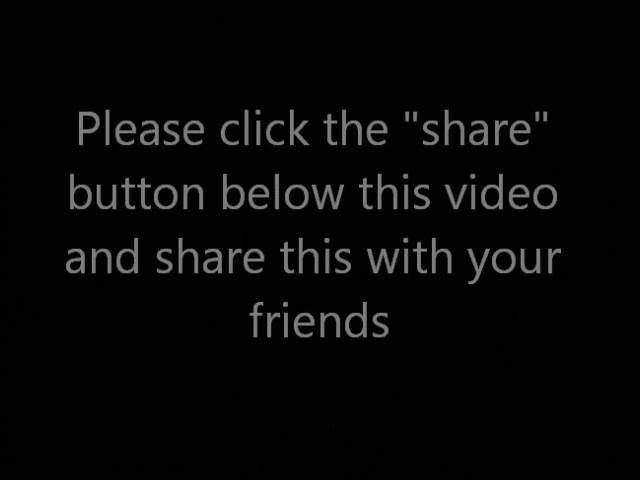 Please click the "share"
button below this video
and share this with your
friends